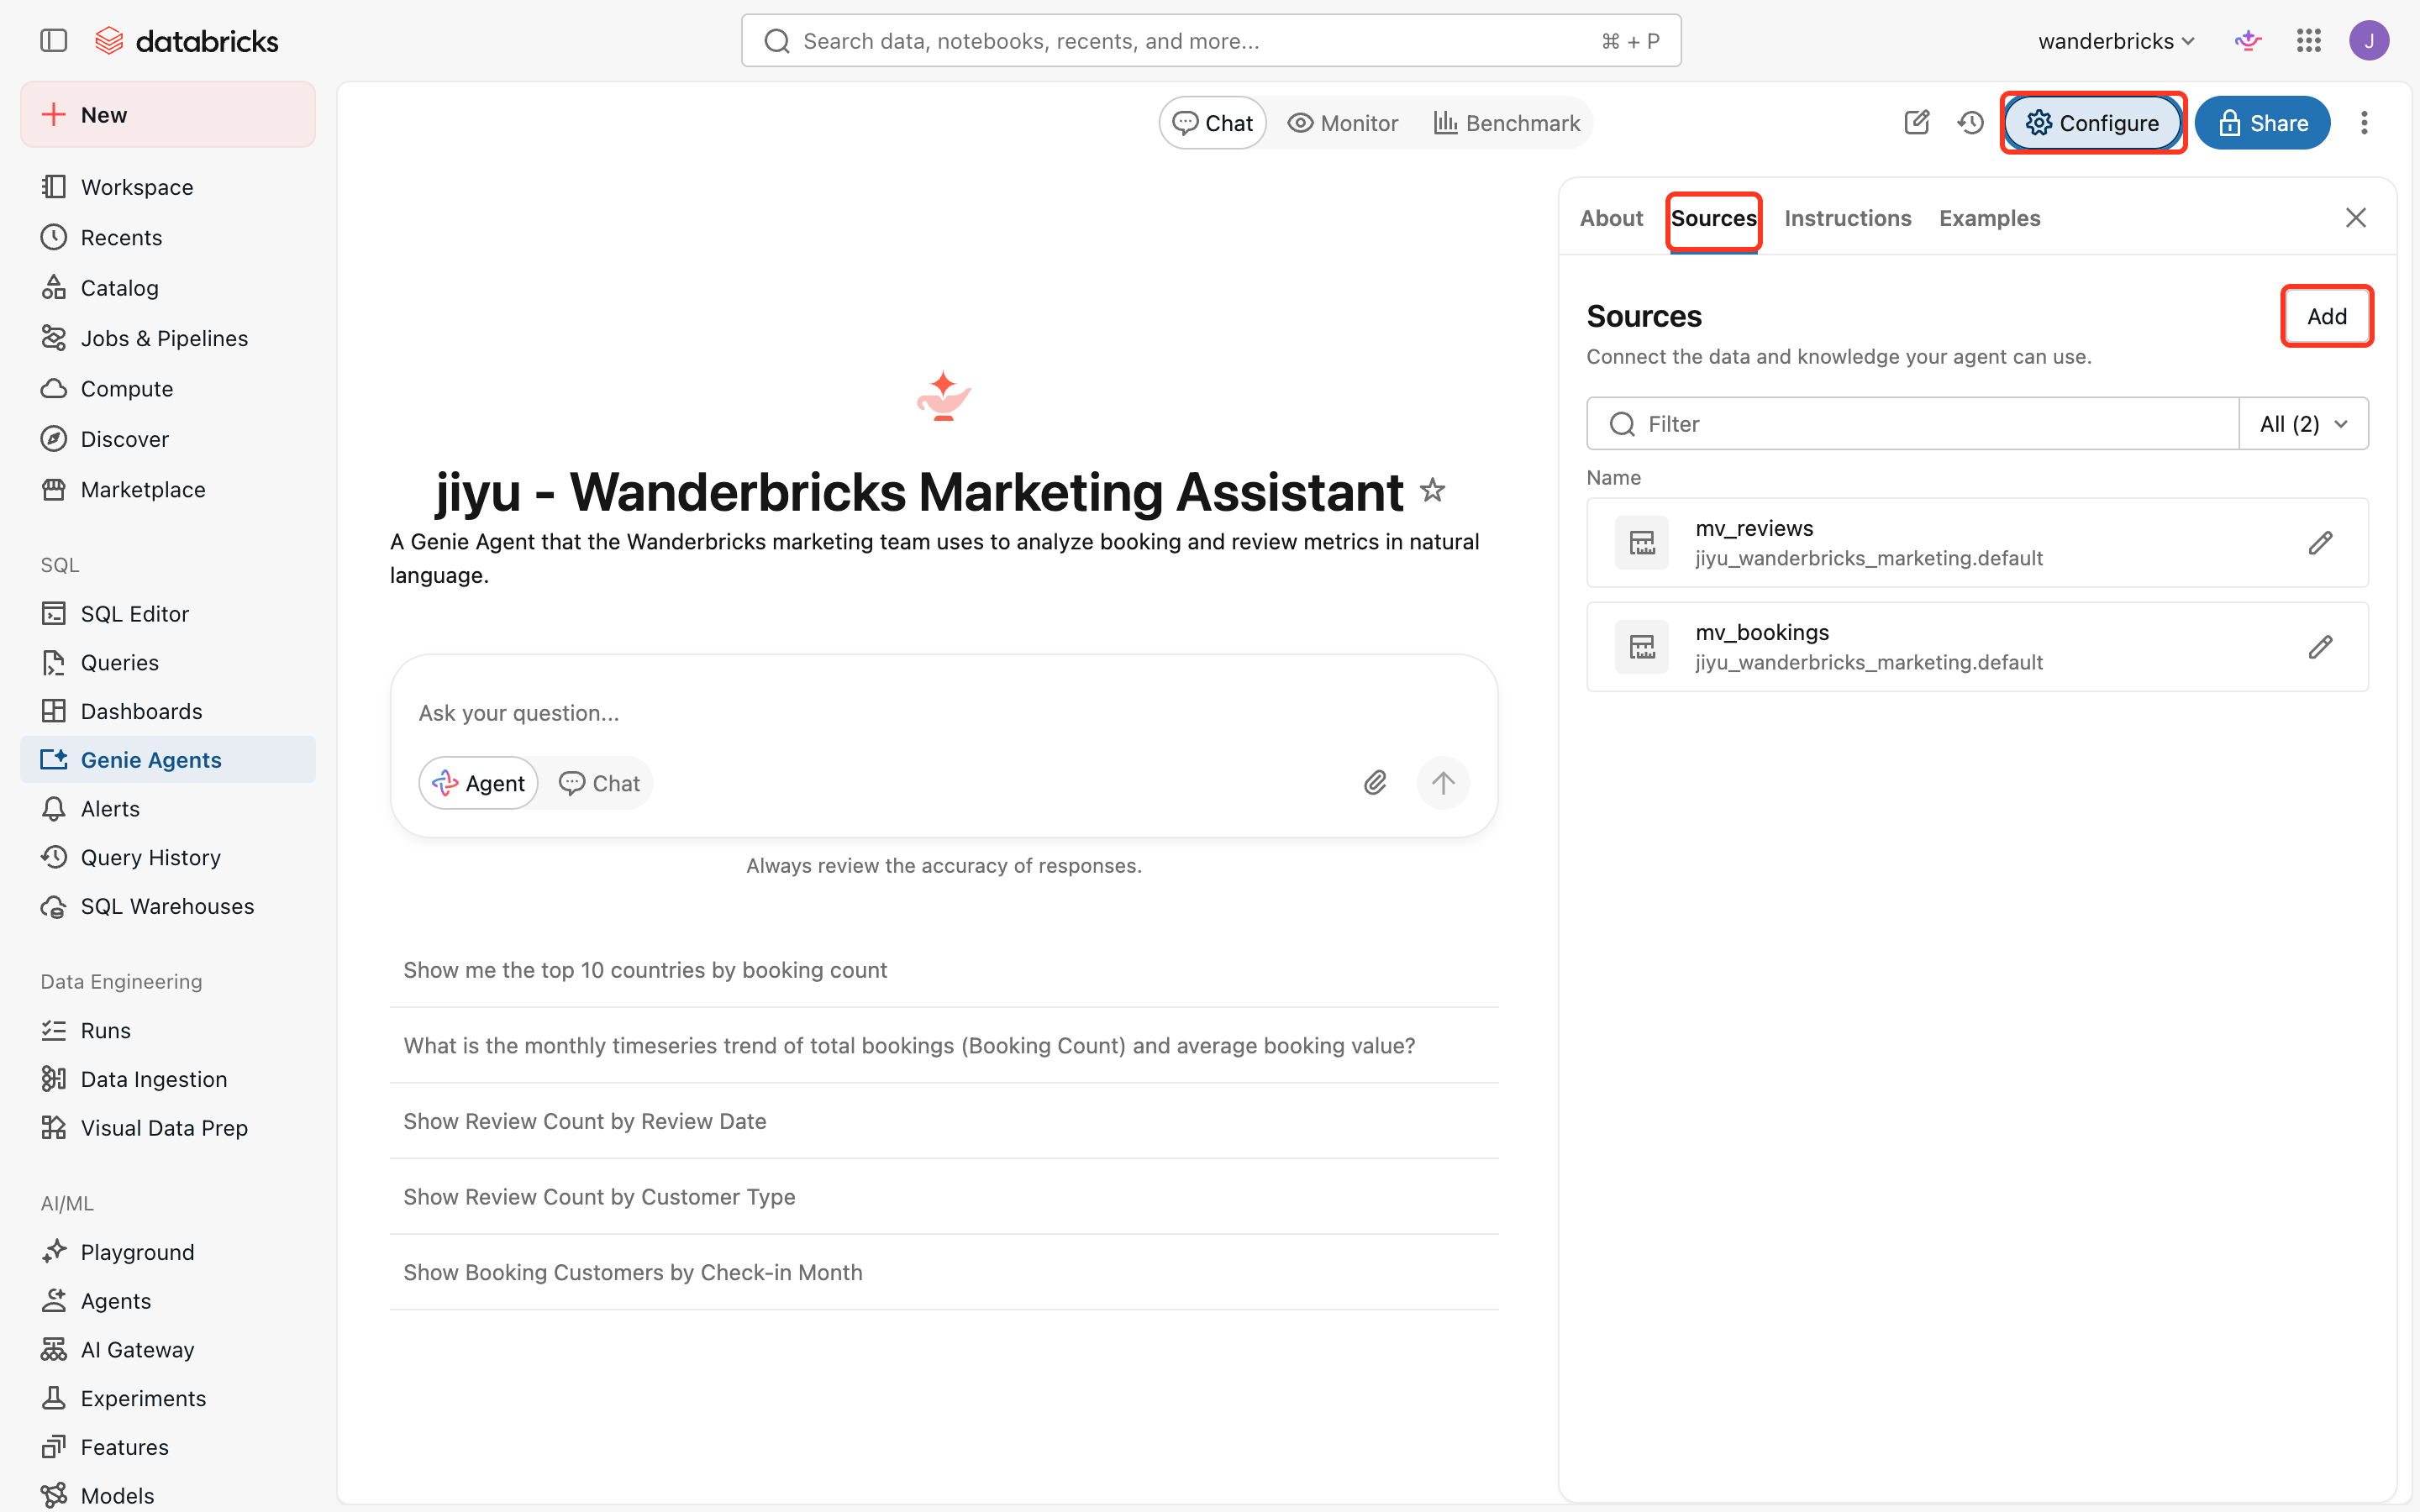 databricks
Search data, notebooks, recents, and more...
⌘ + P
wanderbricks
J
New
Workspace
Recents
Catalog
Jobs & Pipelines
Compute
Discover
Marketplace
SQL
SQL Editor
Queries
Dashboards
Genie Agents
Alerts
Query History
SQL Warehouses
Data Engineering
Runs
Data Ingestion
Visual Data Prep
AI/ML
Playground
Agents
AI Gateway
Experiments
Features
Models
Chat
Monitor
Benchmark
Configure
Share
jiyu - Wanderbricks Marketing Assistant
A Genie Agent that the Wanderbricks marketing team uses to analyze booking and review metrics in natural
language.
Ask your question...
Agent
Chat
Always review the accuracy of responses.
Show me the top 10 countries by booking count
What is the monthly timeseries trend of total bookings (Booking Count) and average booking value?
Show Review Count by Review Date
Show Review Count by Customer Type
Show Booking Customers by Check-in Month
About
Sources
Instructions
Examples
Sources
Add
Connect the data and knowledge your agent can use.
Filter
All (2)
Name
mv_reviews
jiyu_wanderbricks_marketing.default
mv_bookings
jiyu_wanderbricks_marketing.default